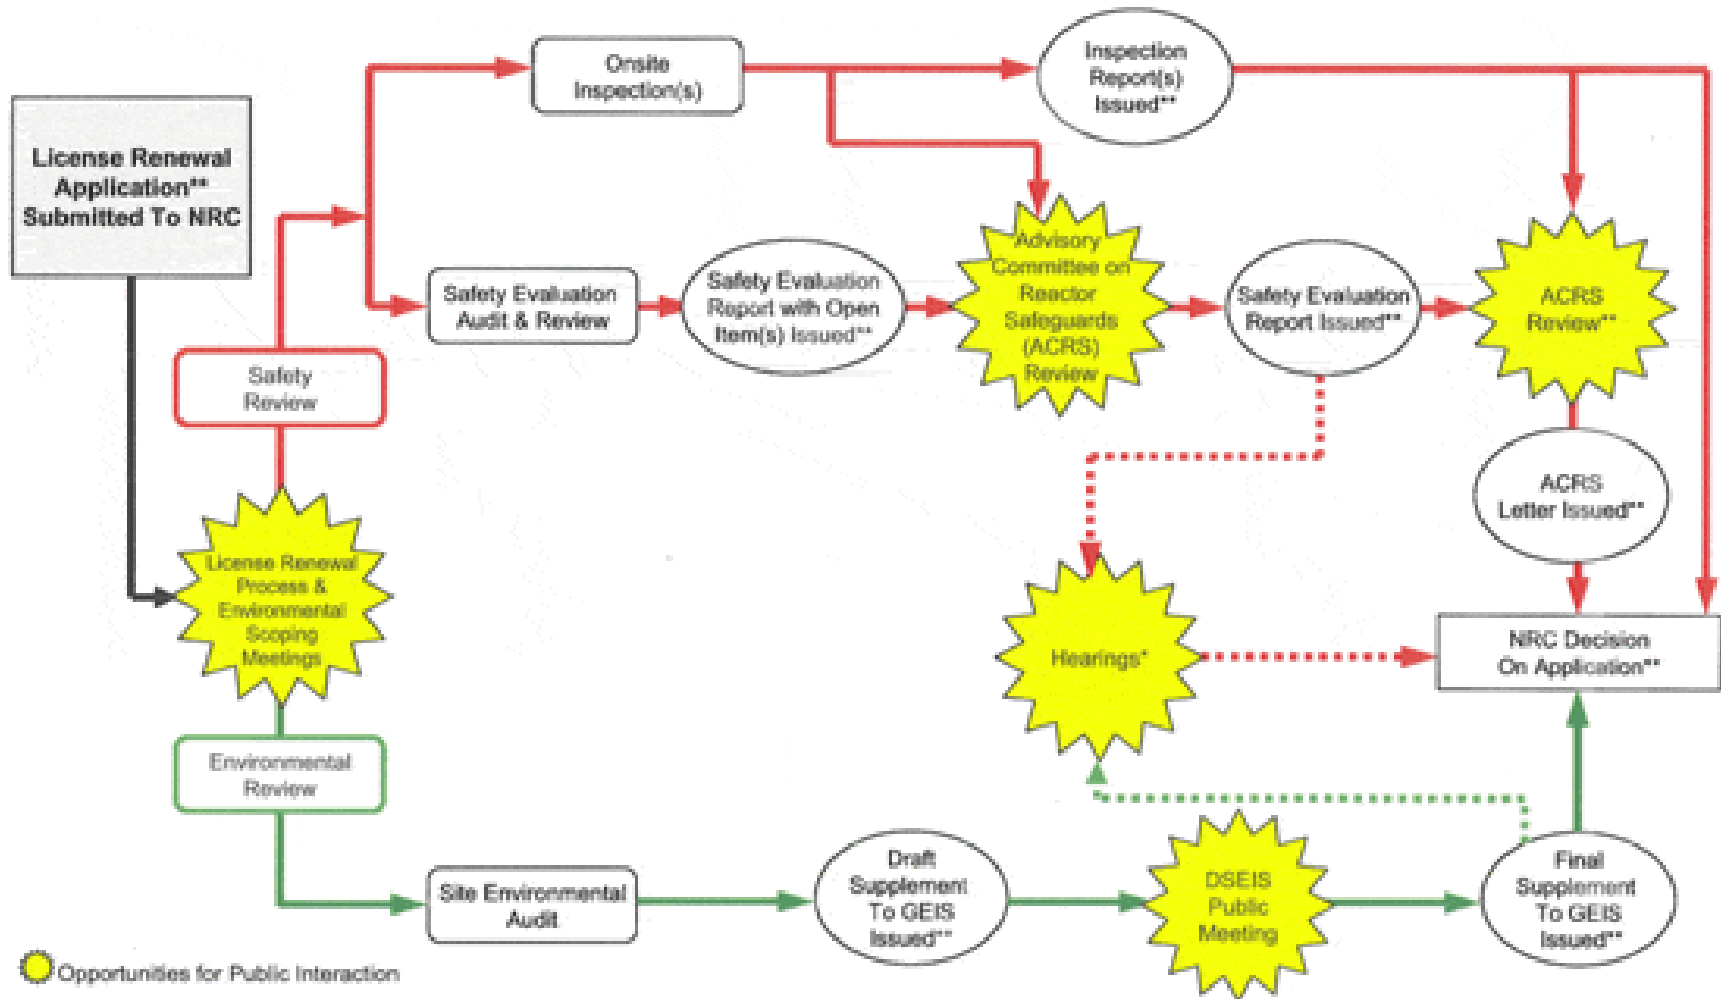 Onsite
Inspection(s)
Inspection
Report(s)
Issued**
License Renewal
Application**
Submitted To NRC
Safety Evaluation
Audit & Review
Safety Evaluation
Report with Open
Item(s) Issued**
Advisory
Committee on
Reactor
Safeguards
(ACRS)
Review
Safety Evaluation
Report Issued**
ACRS
Review**
Safety
Review
ACRS
Letter Issued**
License Renewal
Process &
Environmental
Scoping
Meetings
Hearings*
NRC Decision
On Application**
Environmental
Review
Site Environmental
Audit
Draft
Supplement
To GEIS
Issued**
DSEIS
Public
Meeting
Final
Supplement
To GEIS
Issued**
Opportunities for Public Interaction